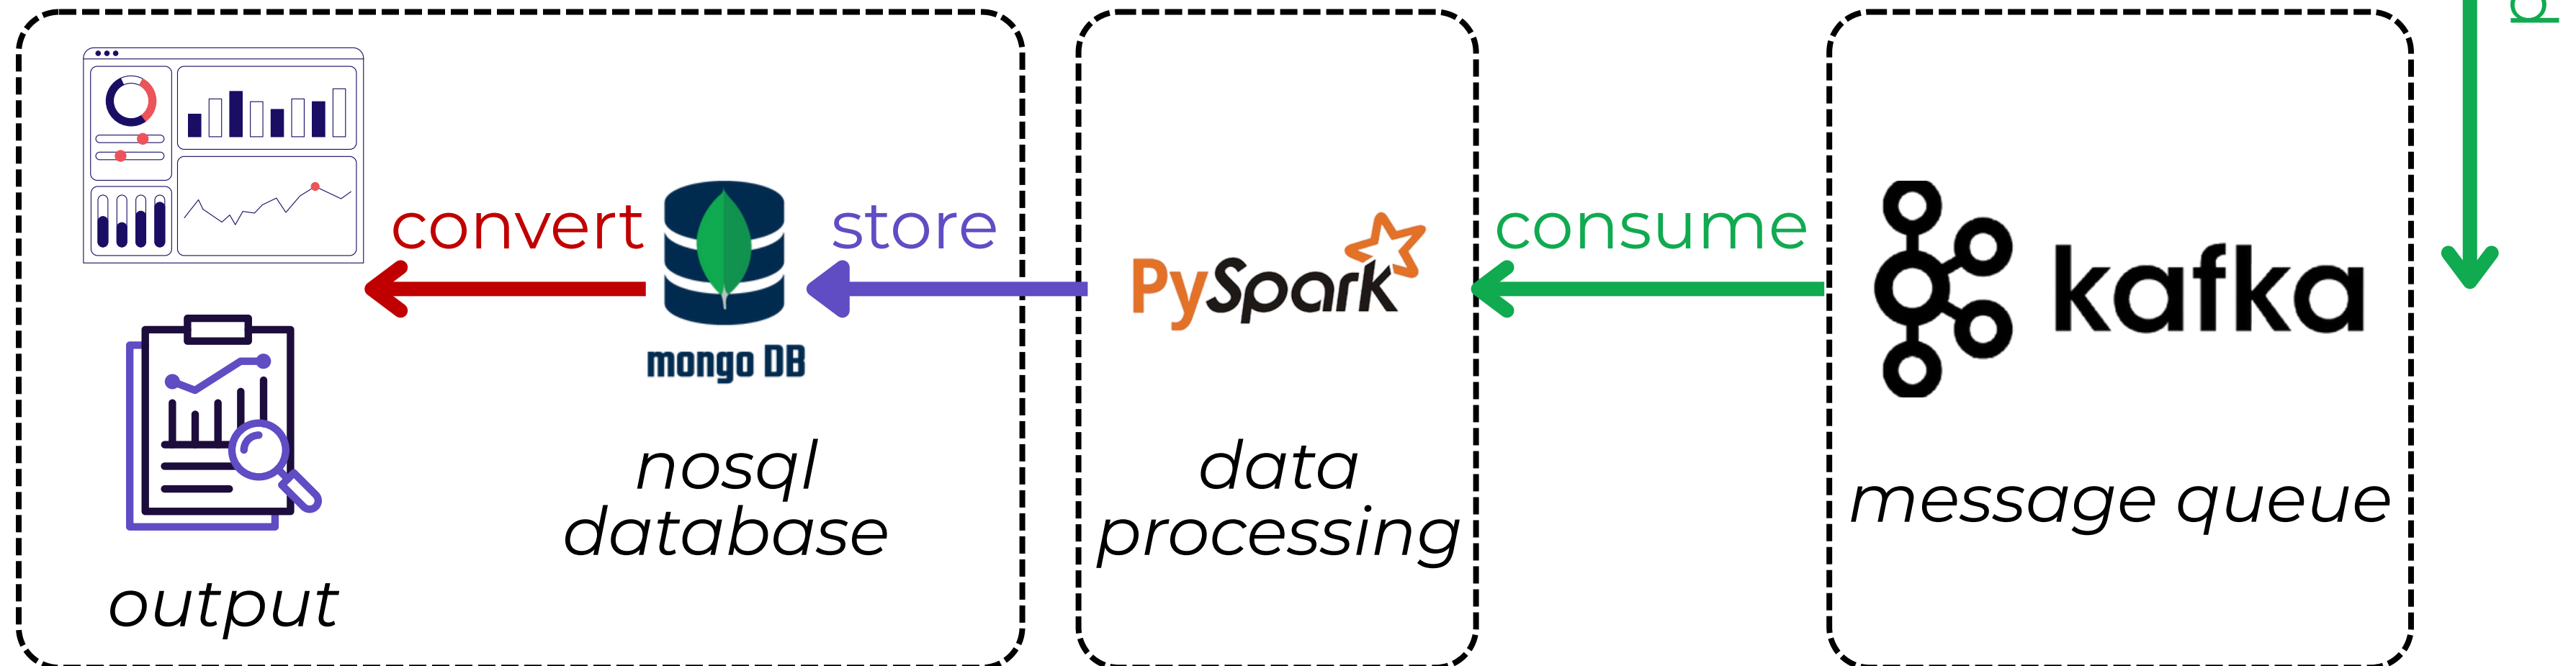 convert
store
consume
PySpark
kafka
mongo DB
nosql
database
data
processing
message queue
output